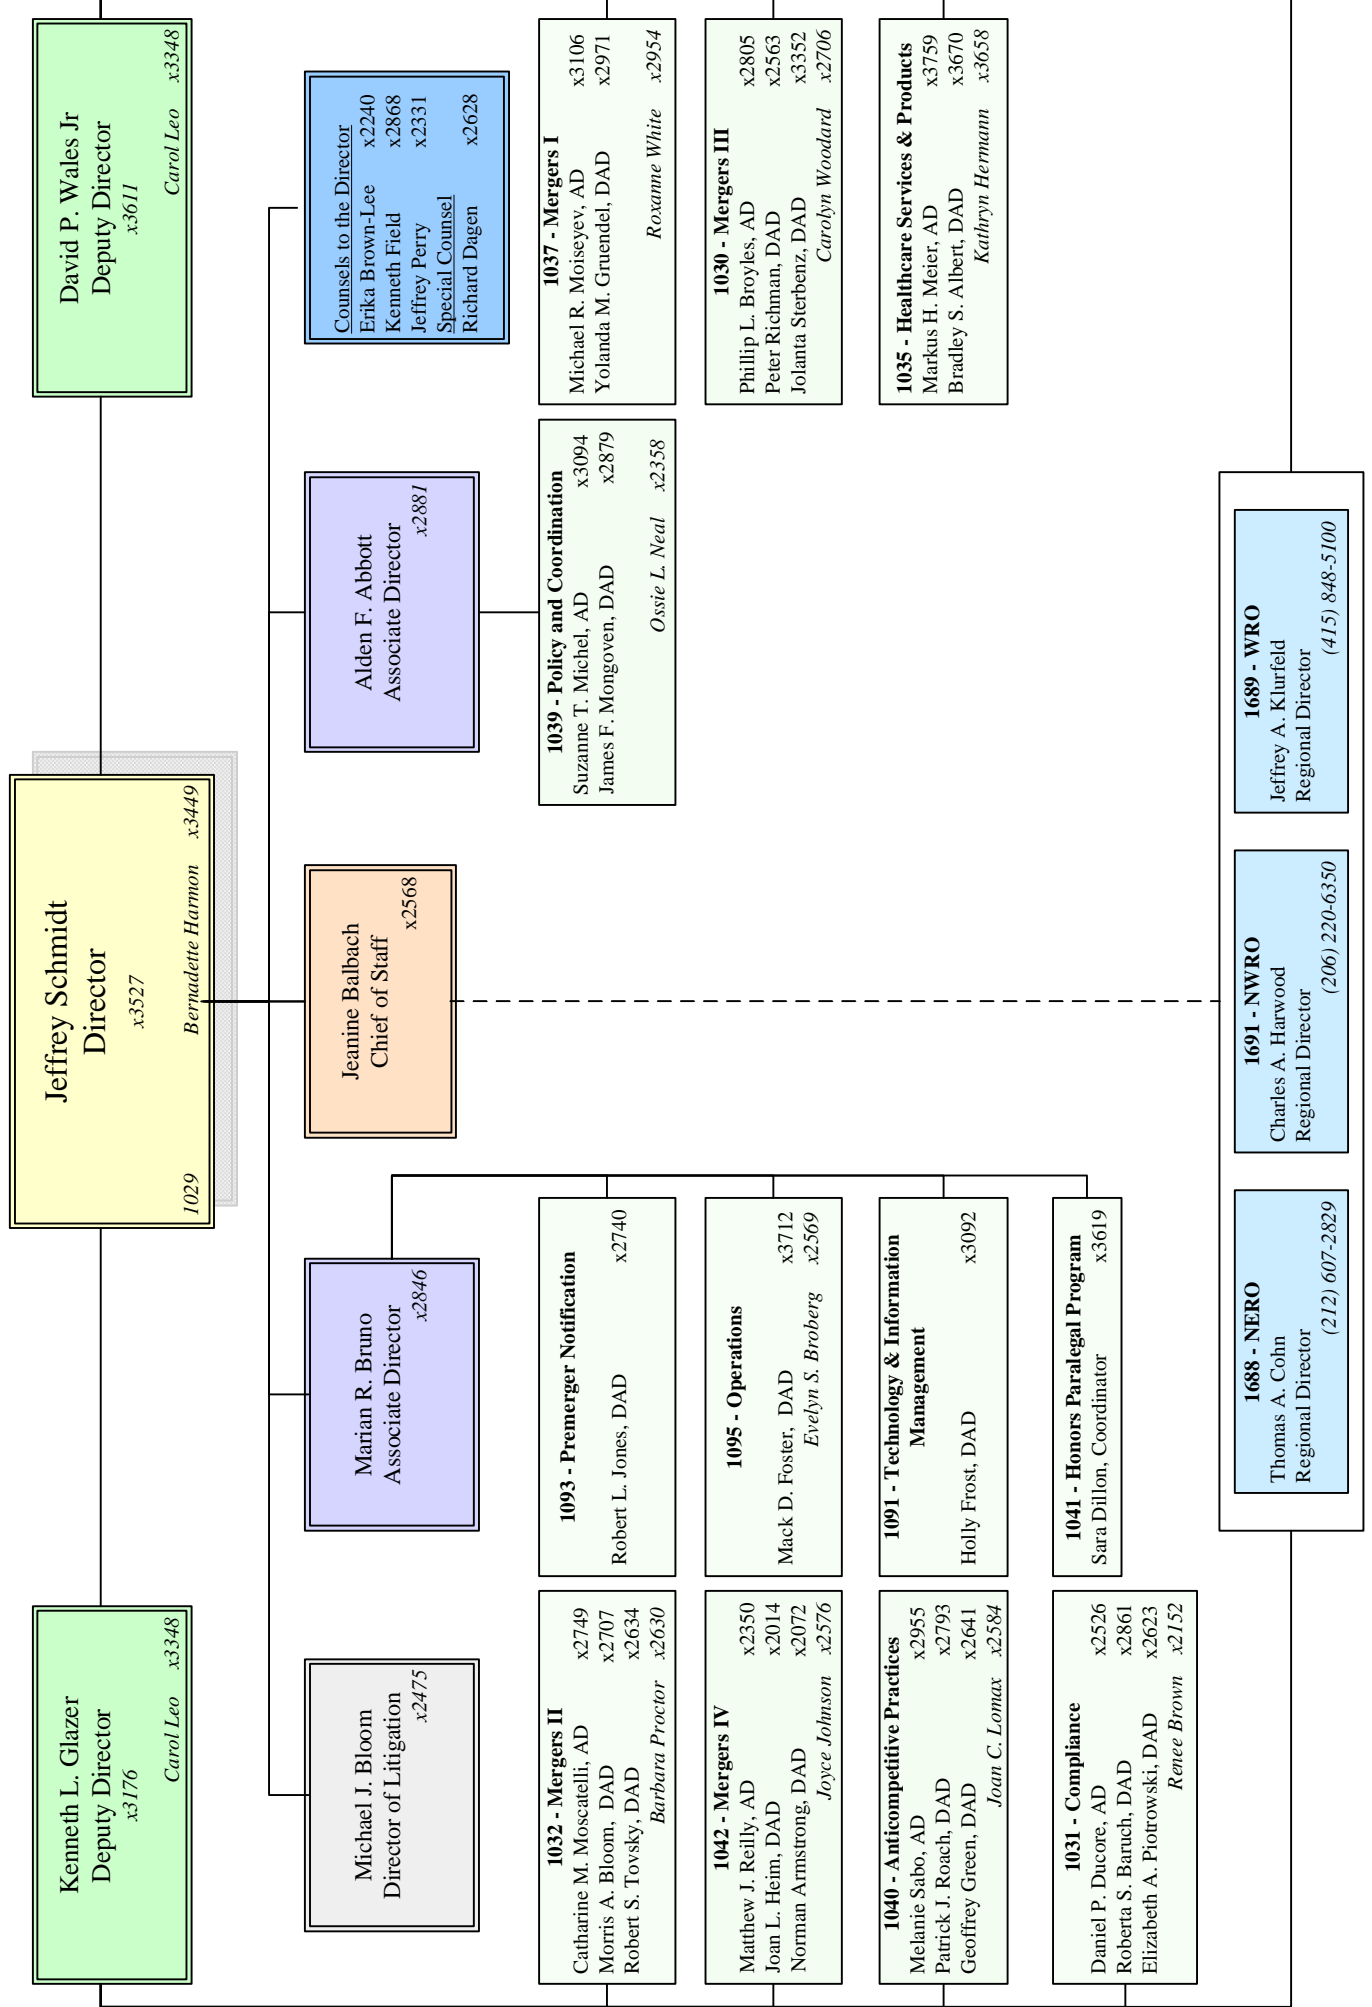 Jeffrey Schmidt
Director
x3527
1029 Bernadette Harmon x3449
Kenneth L. Glazer
Deputy Director
x3176
Carol Leo x3348
David P. Wales Jr
Deputy Director
x3611
Carol Leo x3348
Michael J. Bloom
Director of Litigation
x2475
Marian R. Bruno
Associate Director
x2846
Jeanine Balbach
Chief of Staff
x2568
Alden F. Abbott
Associate Director
x2881
Counsels to the Director
Erika Brown-Lee x2240
Kenneth Field x2868
Jeffrey Perry x2331
Special Counsel
Richard Dagen x2628
1032 - Mergers II
Catharine M. Moscatelli, AD x2749
Morris A. Bloom, DAD x2707
Robert S. Tovsky, DAD x2634
Barbara Proctor x2630
1093 - Premerger Notification
Robert L. Jones, DAD x2740
1039 - Policy and Coordination
Suzanne T. Michel, AD x3094
James F. Mongoven, DAD x2879
Ossie L. Neal x2358
1037 - Mergers I
Michael R. Moiseyev, AD x3106
Yolanda M. Gruendel, DAD x2971
Roxanne White x2954
1042 - Mergers IV
Matthew J. Reilly, AD x2350
Joan L. Heim, DAD x2014
Norman Armstrong, DAD x2072
Joyce Johnson x2576
1095 - Operations
Mack D. Foster, DAD x3712
Evelyn S. Broberg x2569
1030 - Mergers III
Phillip L. Broyles, AD x2805
Peter Richman, DAD x2563
Jolanta Sterbenz, DAD x3352
Carolyn Woodard x2706
1040 - Anticompetitive Practices
Melanie Sabo, AD x2955
Patrick J. Roach, DAD x2793
Geoffrey Green, DAD x2641
Joan C. Lomax x2584
1091 - Technology & Information
Management
Holly Frost, DAD x3092
1035 - Healthcare Services & Products
Markus H. Meier, AD x3759
Bradley S. Albert, DAD x3670
Kathryn Hermann x3658
1031 - Compliance
Daniel P. Ducore, AD x2526
Roberta S. Baruch, DAD x2861
Elizabeth A. Piotrowski, DAD x2623
Renee Brown x2152
1041 - Honors Paralegal Program
Sara Dillon, Coordinator x3619
1688 - NERO
Thomas A. Cohn
Regional Director
(212) 607-2829
1691 - NWRO
Charles A. Harwood
Regional Director
(206) 220-6350
1689 - WRO
Jeffrey A. Klurfeld
Regional Director
(415) 848-5100